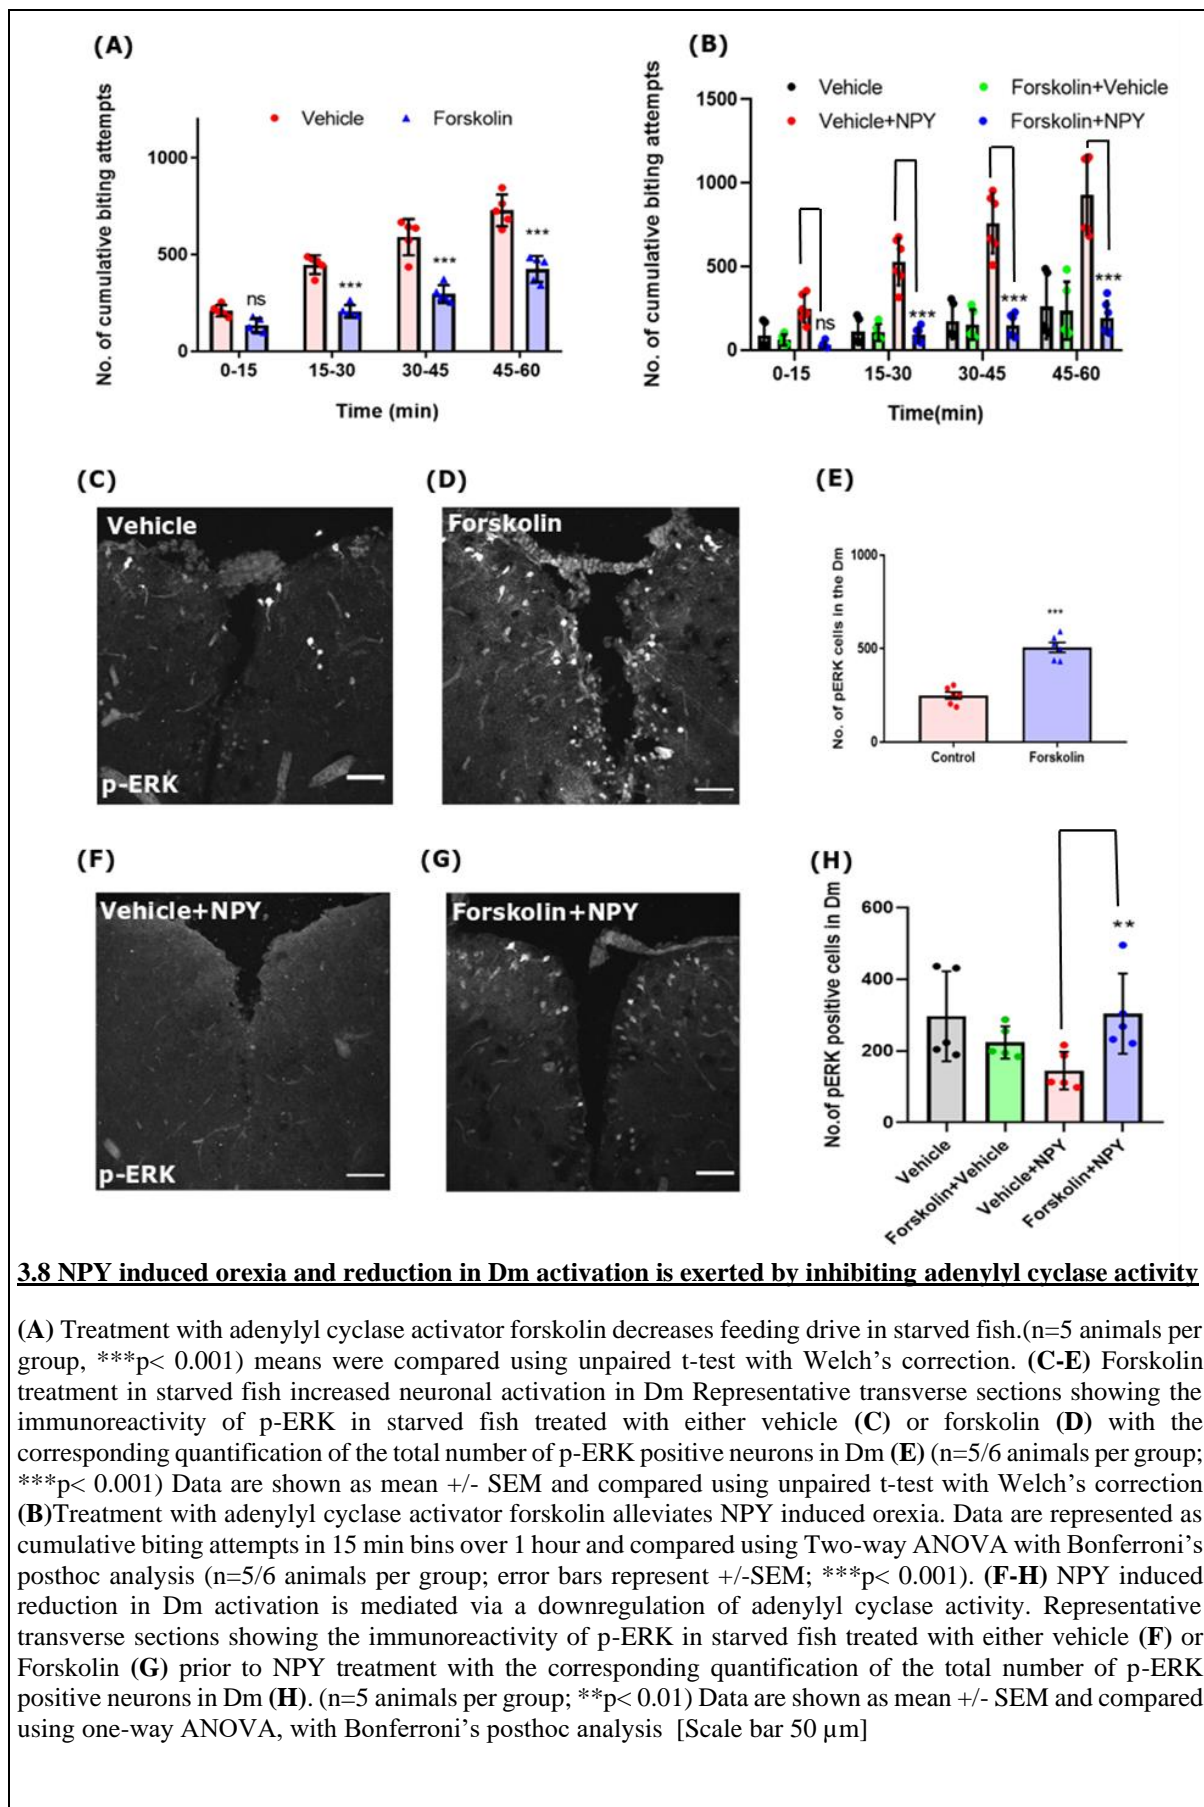 (A)
No. of cumulative biting attempts
Vehicle
Forskolin
1000
500
0
ns
***
***
***
0-15
15-30
30-45
45-60
Time (min)
(B)
No. of cumulative biting attempts
Vehicle
Forskolin+Vehicle
Vehicle+NPY
Forskolin+NPY
1500
1000
500
0
ns
***
***
***
0-15
15-30
30-45
45-60
Time(min)
(C)
Vehicle
p-ERK
(D)
Forskolin
(E)
No. of pERK cells in the Dm
1000
500
0
***
Control
Forskolin
(F)
Vehicle+NPY
p-ERK
(G)
Forskolin+NPY
(H)
No.of pERK positive cells in Dm
600
400
200
0
**
Vehicle
Forskolin+Vehicle
Vehicle+NPY
Forskolin+NPY
3.8 NPY induced orexia and reduction in Dm activation is exerted by inhibiting adenylyl cyclase activity
(A) Treatment with adenylyl cyclase activator forskolin decreases feeding drive in starved fish.(n=5 animals per
group, ***p< 0.001) means were compared using unpaired t-test with Welch's correction. (C-E) Forskolin
treatment in starved fish increased neuronal activation in Dm Representative transverse sections showing the
immunoreactivity of p-ERK in starved fish treated with either vehicle (C) or forskolin (D) with the
corresponding quantification of the total number of p-ERK positive neurons in Dm (E) (n=5/6 animals per group;
***p< 0.001) Data are shown as mean +/- SEM and compared using unpaired t-test with Welch's correction
(B)Treatment with adenylyl cyclase activator forskolin alleviates NPY induced orexia. Data are represented as
cumulative biting attempts in 15 min bins over 1 hour and compared using Two-way ANOVA with Bonferroni's
posthoc analysis (n=5/6 animals per group; error bars represent +/-SEM; ***p< 0.001). (F-H) NPY induced
reduction in Dm activation is mediated via a downregulation of adenylyl cyclase activity. Representative
transverse sections showing the immunoreactivity of p-ERK in starved fish treated with either vehicle (F) or
Forskolin (G) prior to NPY treatment with the corresponding quantification of the total number of p-ERK
positive neurons in Dm (H). (n=5 animals per group; **p< 0.01) Data are shown as mean +/- SEM and compared
using one-way ANOVA, with Bonferroni's posthoc analysis [Scale bar 50 µm]